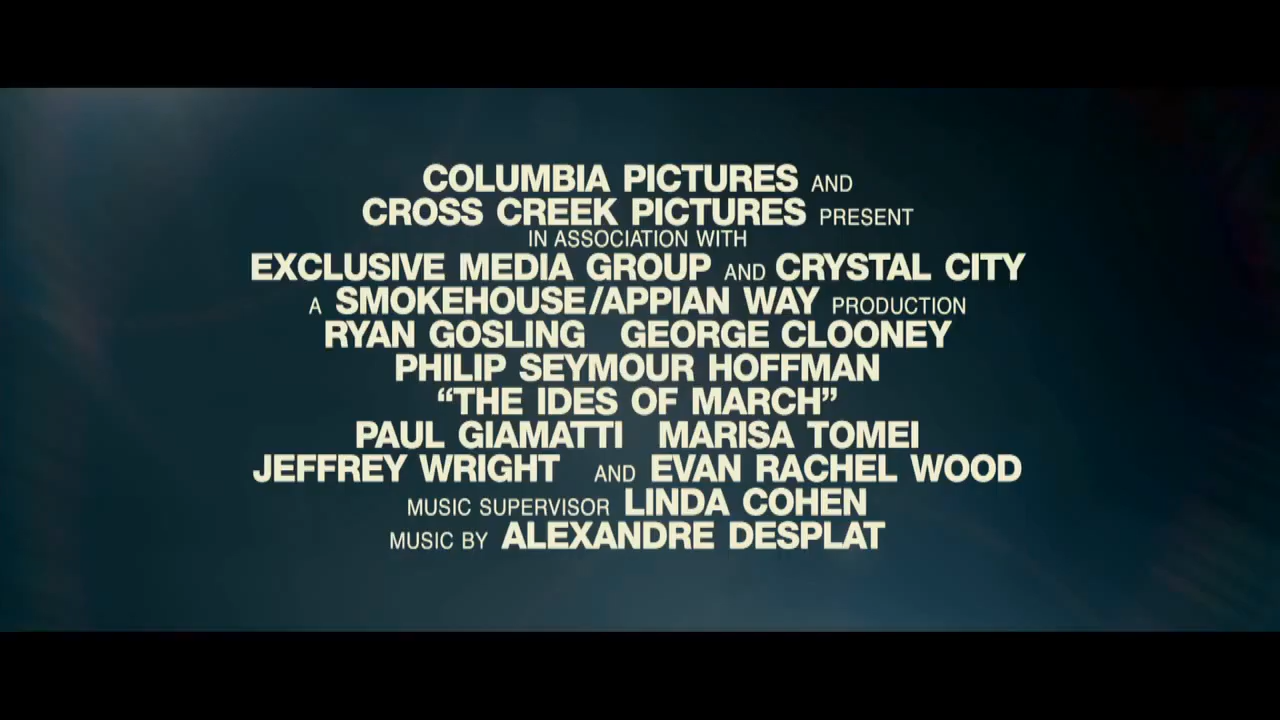 COLUMBIA PICTURES AND
CROSS CREEK PICTURES PRESENT
IN ASSOCIATION WITH
EXCLUSIVE MEDIA GROUP AND CRYSTAL CITY
A SMOKEHOUSE/APPIAN WAY PRODUCTION
RYAN GOSLING GEORGE CLOONEY
PHILIP SEYMOUR HOFFMAN
“THE IDES OF MARCH”
PAUL GIAMATTI MARISA TOMEI
JEFFREY WRIGHT AND EVAN RACHEL WOOD
MUSIC SUPERVISOR LINDA COHEN
MUSIC BY ALEXANDRE DESPLAT